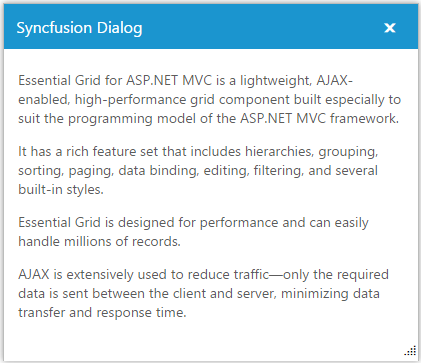 Syncfusion Dialog
Essential Grid for ASP.NET MVC is a lightweight, AJAX-
enabled, high-performance grid component built especially to
suit the programming model of the ASP.NET MVC framework.
It has a rich feature set that includes hierarchies, grouping,
sorting, paging, data binding, editing, filtering, and several
built-in styles.
Essential Grid is designed for performance and can easily
handle millions of records.
AJAX is extensively used to reduce traffic—only the required
data is sent between the client and server, minimizing data
transfer and response time.